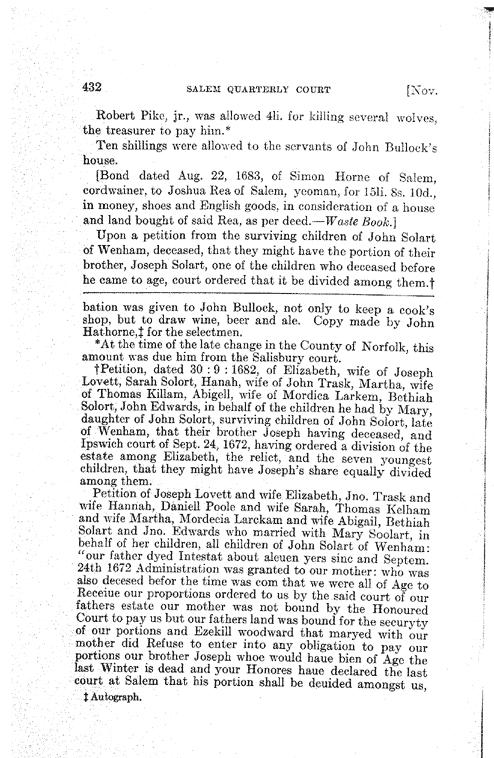 432 SALEM QUARTERLY COURT [Nov.
Robert Pike, jr., was allowed 4li. for killing several wolves,
the treasurer to pay him.*
Ten shillings were allowed to the servants of John Bullock's
house.
[Bond dated Aug. 22, 1683, of Simon Horne of Salem,
cordwainer, to Joshua Rea of Salem, yeoman, for 15li. 8s. 10d.,
in money, shoes and English goods, in consideration of a house
and land bought of said Rea, as per deed.—Waste Book.]
Upon a petition from the surviving children of John Solart
of Wenham, deceased, that they might have the portion of their
brother, Joseph Solart, one of the children who deceased before
he came to age, court ordered that it be divided among them.†
bation was given to John Bullock, not only to keep a cook's
shop, but to draw wine, beer and ale. Copy made by John
Hathorne,‡ for the selectmen.
*At the time of the late change in the County of Norfolk, this
amount was due him from the Salisbury court.
†Petition, dated 30 : 9 : 1682, of Elizabeth, wife of Joseph
Lovett, Sarah Solort, Hanah, wife of John Trask, Martha, wife
of Thomas Killam, Abigell, wife of Mordica Larkem, Bethiah
Solort, John Edwards, in behalf of the children he had by Mary,
daughter of John Solort, surviving children of John Solort, late
of Wenham, that their brother Joseph having deceased, and
Ipswich court of Sept. 24, 1672, having ordered a division of the
estate among Elizabeth, the relict, and the seven youngest
children, that they might have Joseph's share equally divided
among them.
Petition of Joseph Lovett and wife Elizabeth, Jno. Trask and
wife Hannah, Daniell Poole and wife Sarah, Thomas Kelham
and wife Martha, Mordecia Larckam and wife Abigail, Bethiah
Solart and Jno. Edwards who married with Mary Soolart, in
behalf of her children, all children of John Solart of Wenham:
"our father dyed Intestat about aleuen yers sinc and Septem.
24th 1672 Administration was granted to our mother: who was
also decesed befor the time was com that we were all of Age to
Receiue our proportions ordered to us by the said court of our
fathers estate our mother was not bound by the Honoured
Court to pay us but our fathers land was bound for the securyty
of our portions and Ezekill woodward that maryed with our
mother did Refuse to enter into any obligation to pay our
portions our brother Joseph whoe would haue bien of Age the
last Winter is dead and your Honores haue declared the last
court at Salem that his portion shall be deuided amongst us,
‡ Autograph.